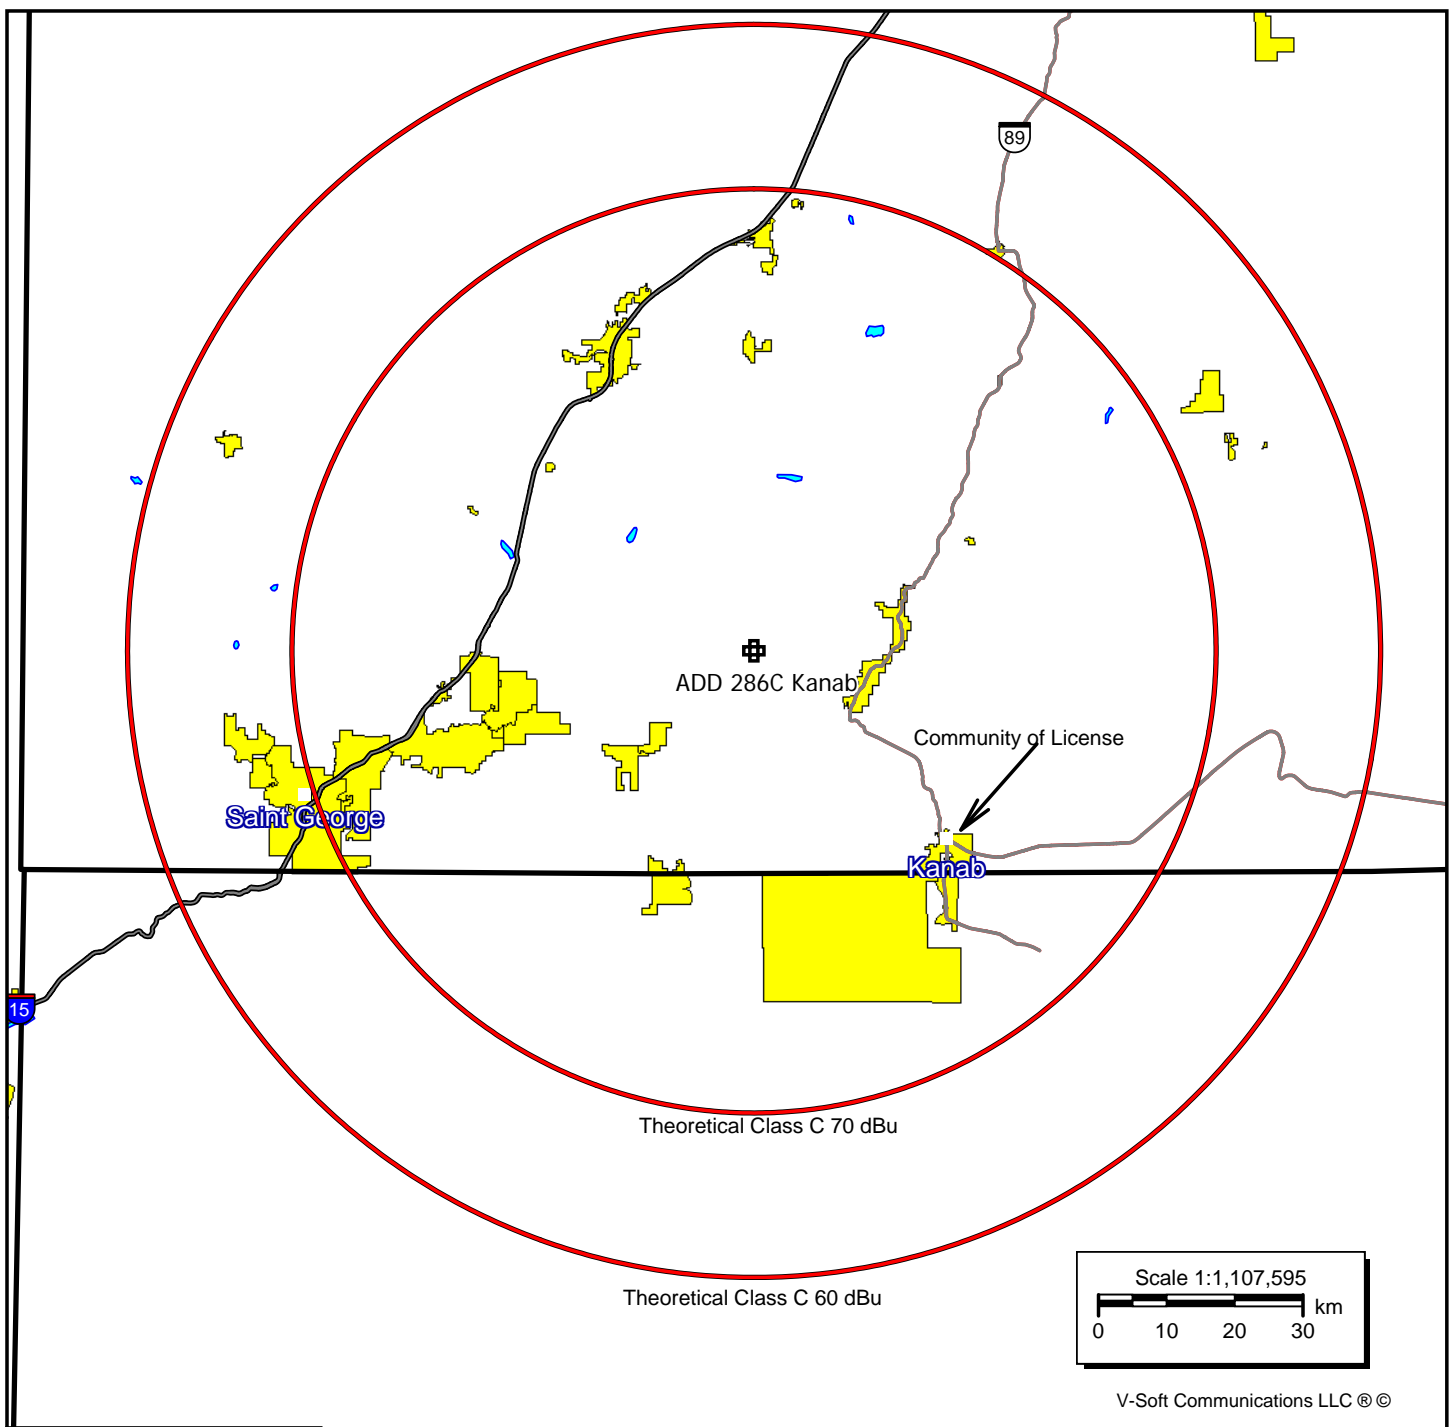 89
ADD 286C Kanab
Community of License
Saint George
Kanab
15
Theoretical Class C 70 dBu
Theoretical Class C 60 dBu
Scale 1:1,107,595
km
0 10 20 30
V-Soft Communications LLC ® ©